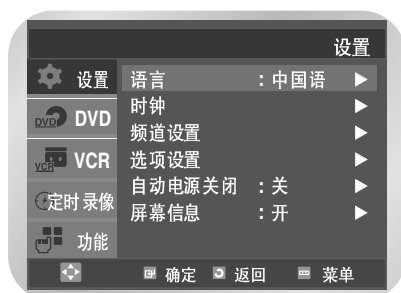 设置
设置
语言 : 中国语 ▶
DVD DVD
时钟 ▶
频道设置 ▶
VCR VCR
选项设置 ▶
自动电源关闭 : 关 ▶
定时录像
屏幕信息 : 开 ▶
功能
确定 返回 菜单